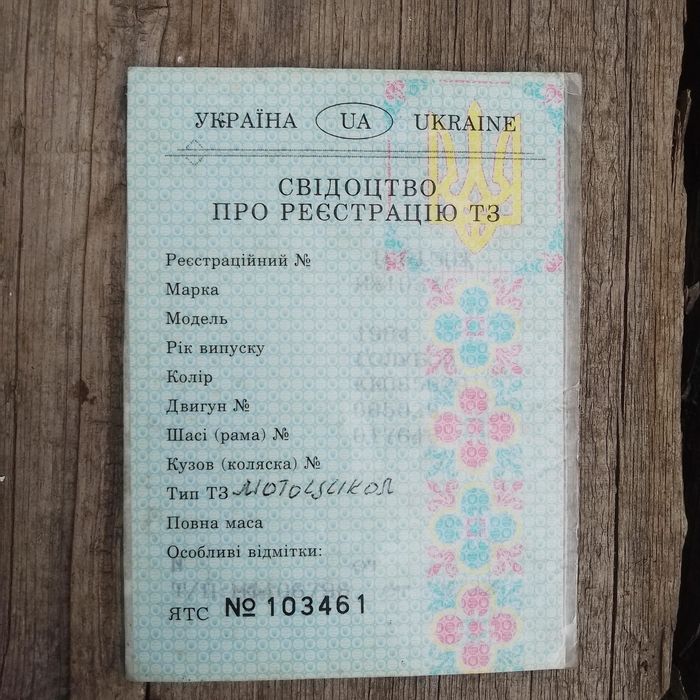 УКРАЇНА UA UKRAINE
СВІДОЦТВО
ПРО РЕЄСТРАЦІЮ ТЗ
Реєстраційний №
Марка
Модель
Рік випуску
Колір
Двигун №
Шасі (рама) №
Кузов (коляска) №
Тип ТЗ мотоцикол
Повна маса
Особливі відмітки:
ЯТС № 103461